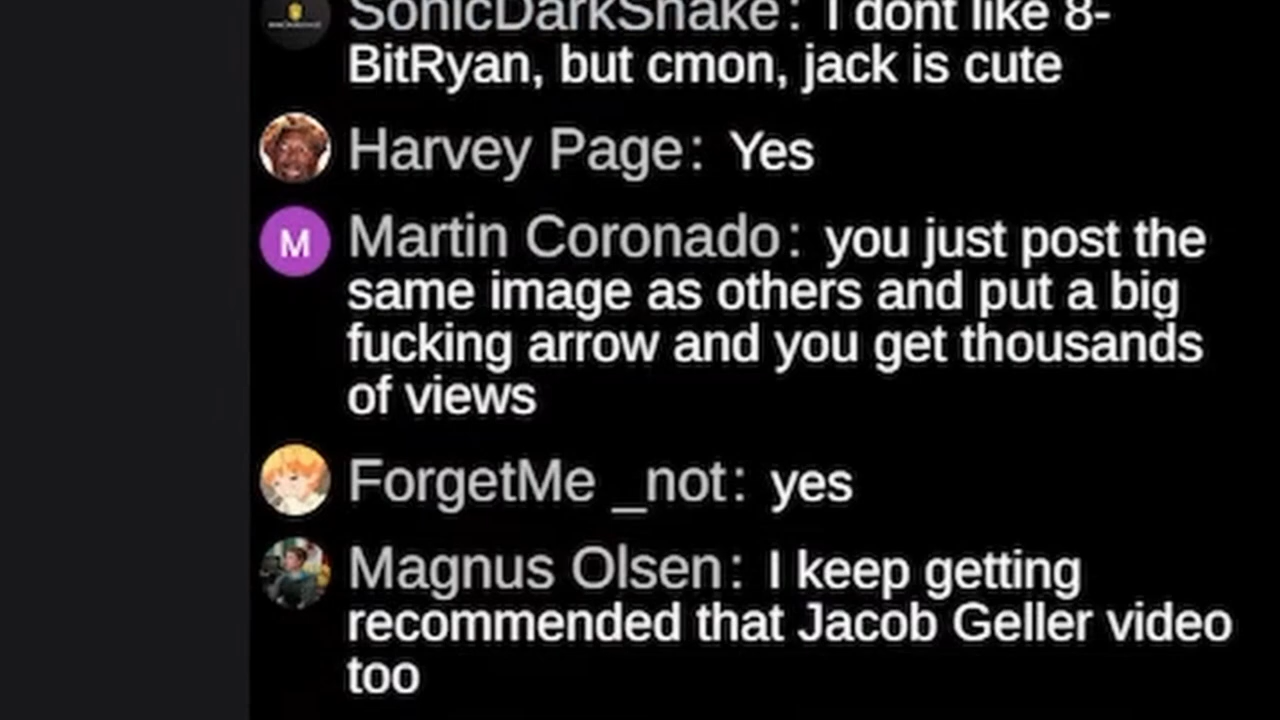 SonicDarkSnake: I dont like 8-
BitRyan, but cmon, jack is cute
Harvey Page: Yes
M
Martin Coronado: you just post the
same image as others and put a big
fucking arrow and you get thousands
of views
ForgetMe _not: yes
Magnus Olsen: I keep getting
recommended that Jacob Geller video
too